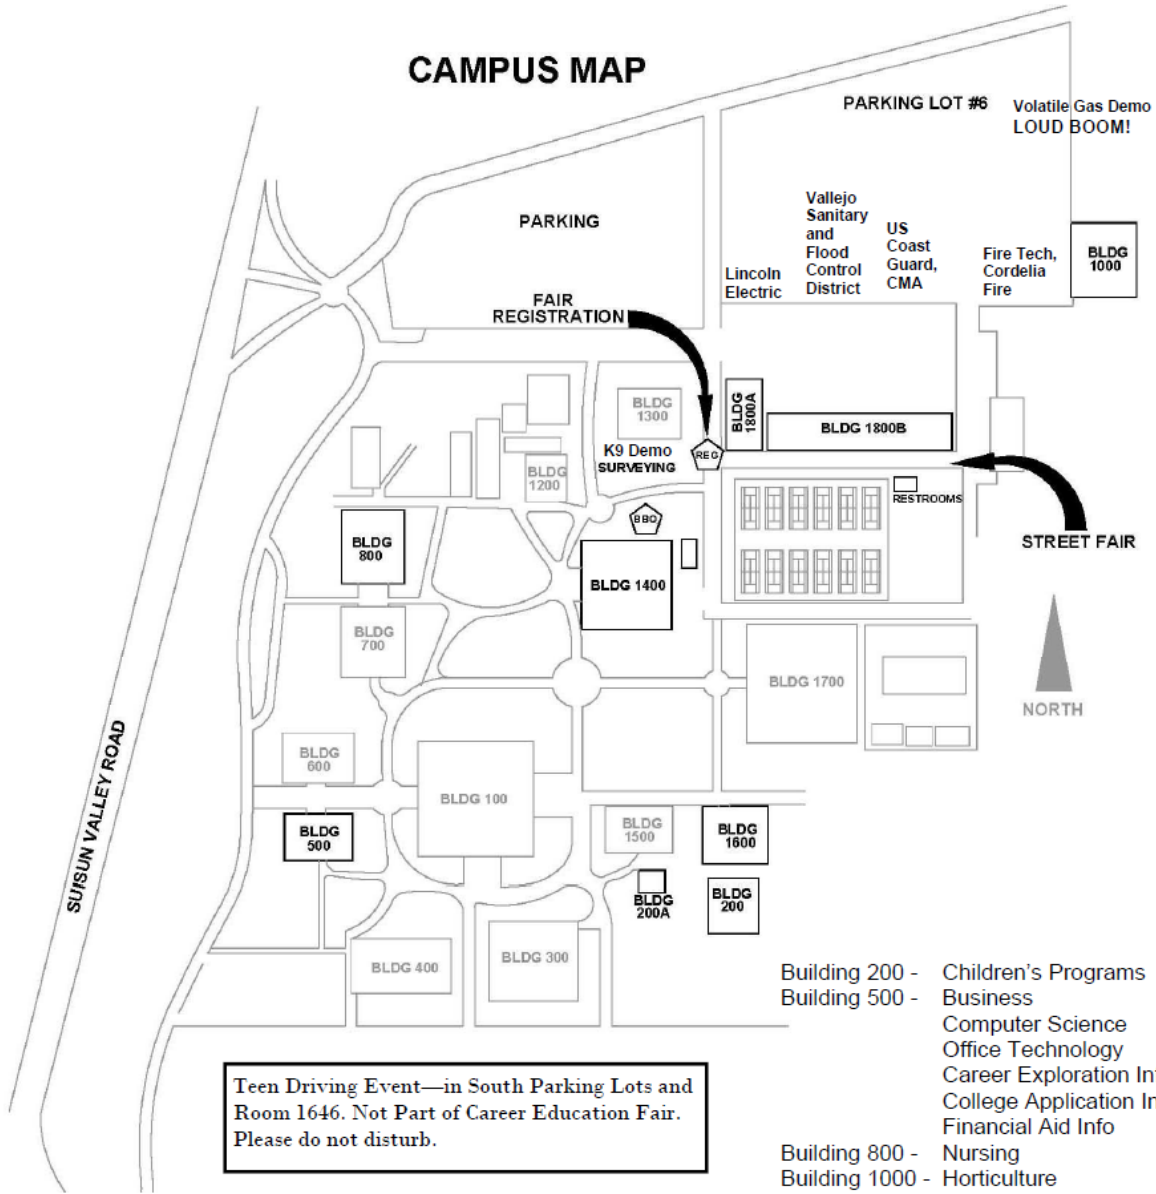 CAMPUS MAP
PARKING LOT #6
Volatile Gas Demo
LOUD BOOM!
PARKING
Vallejo
Sanitary
and
Flood
Control
District
US
Coast
Guard,
CMA
Lincoln
Electric
Fire Tech,
Cordelia
Fire
BLDG
1000
FAIR
REGISTRATION
BLDG
1300
BLDG
1800A
BLDG 1800B
K9 Demo
SURVEYING
REG
BLDG
1200
RESTROOMS
BBQ
STREET FAIR
BLDG
800
BLDG 1400
BLDG
700
BLDG 1700
NORTH
SUISUN VALLEY ROAD
BLDG
600
BLDG 100
BLDG
500
BLDG
1500
BLDG
1600
BLDG
200A
BLDG
200
BLDG 400
BLDG 300
Building 200 - Children's Programs
Building 500 - Business
Computer Science
Office Technology
Career Exploration In
College Application In
Financial Aid Info
Building 800 - Nursing
Building 1000 - Horticulture
Teen Driving Event—in South Parking Lots and
Room 1646. Not Part of Career Education Fair.
Please do not disturb.